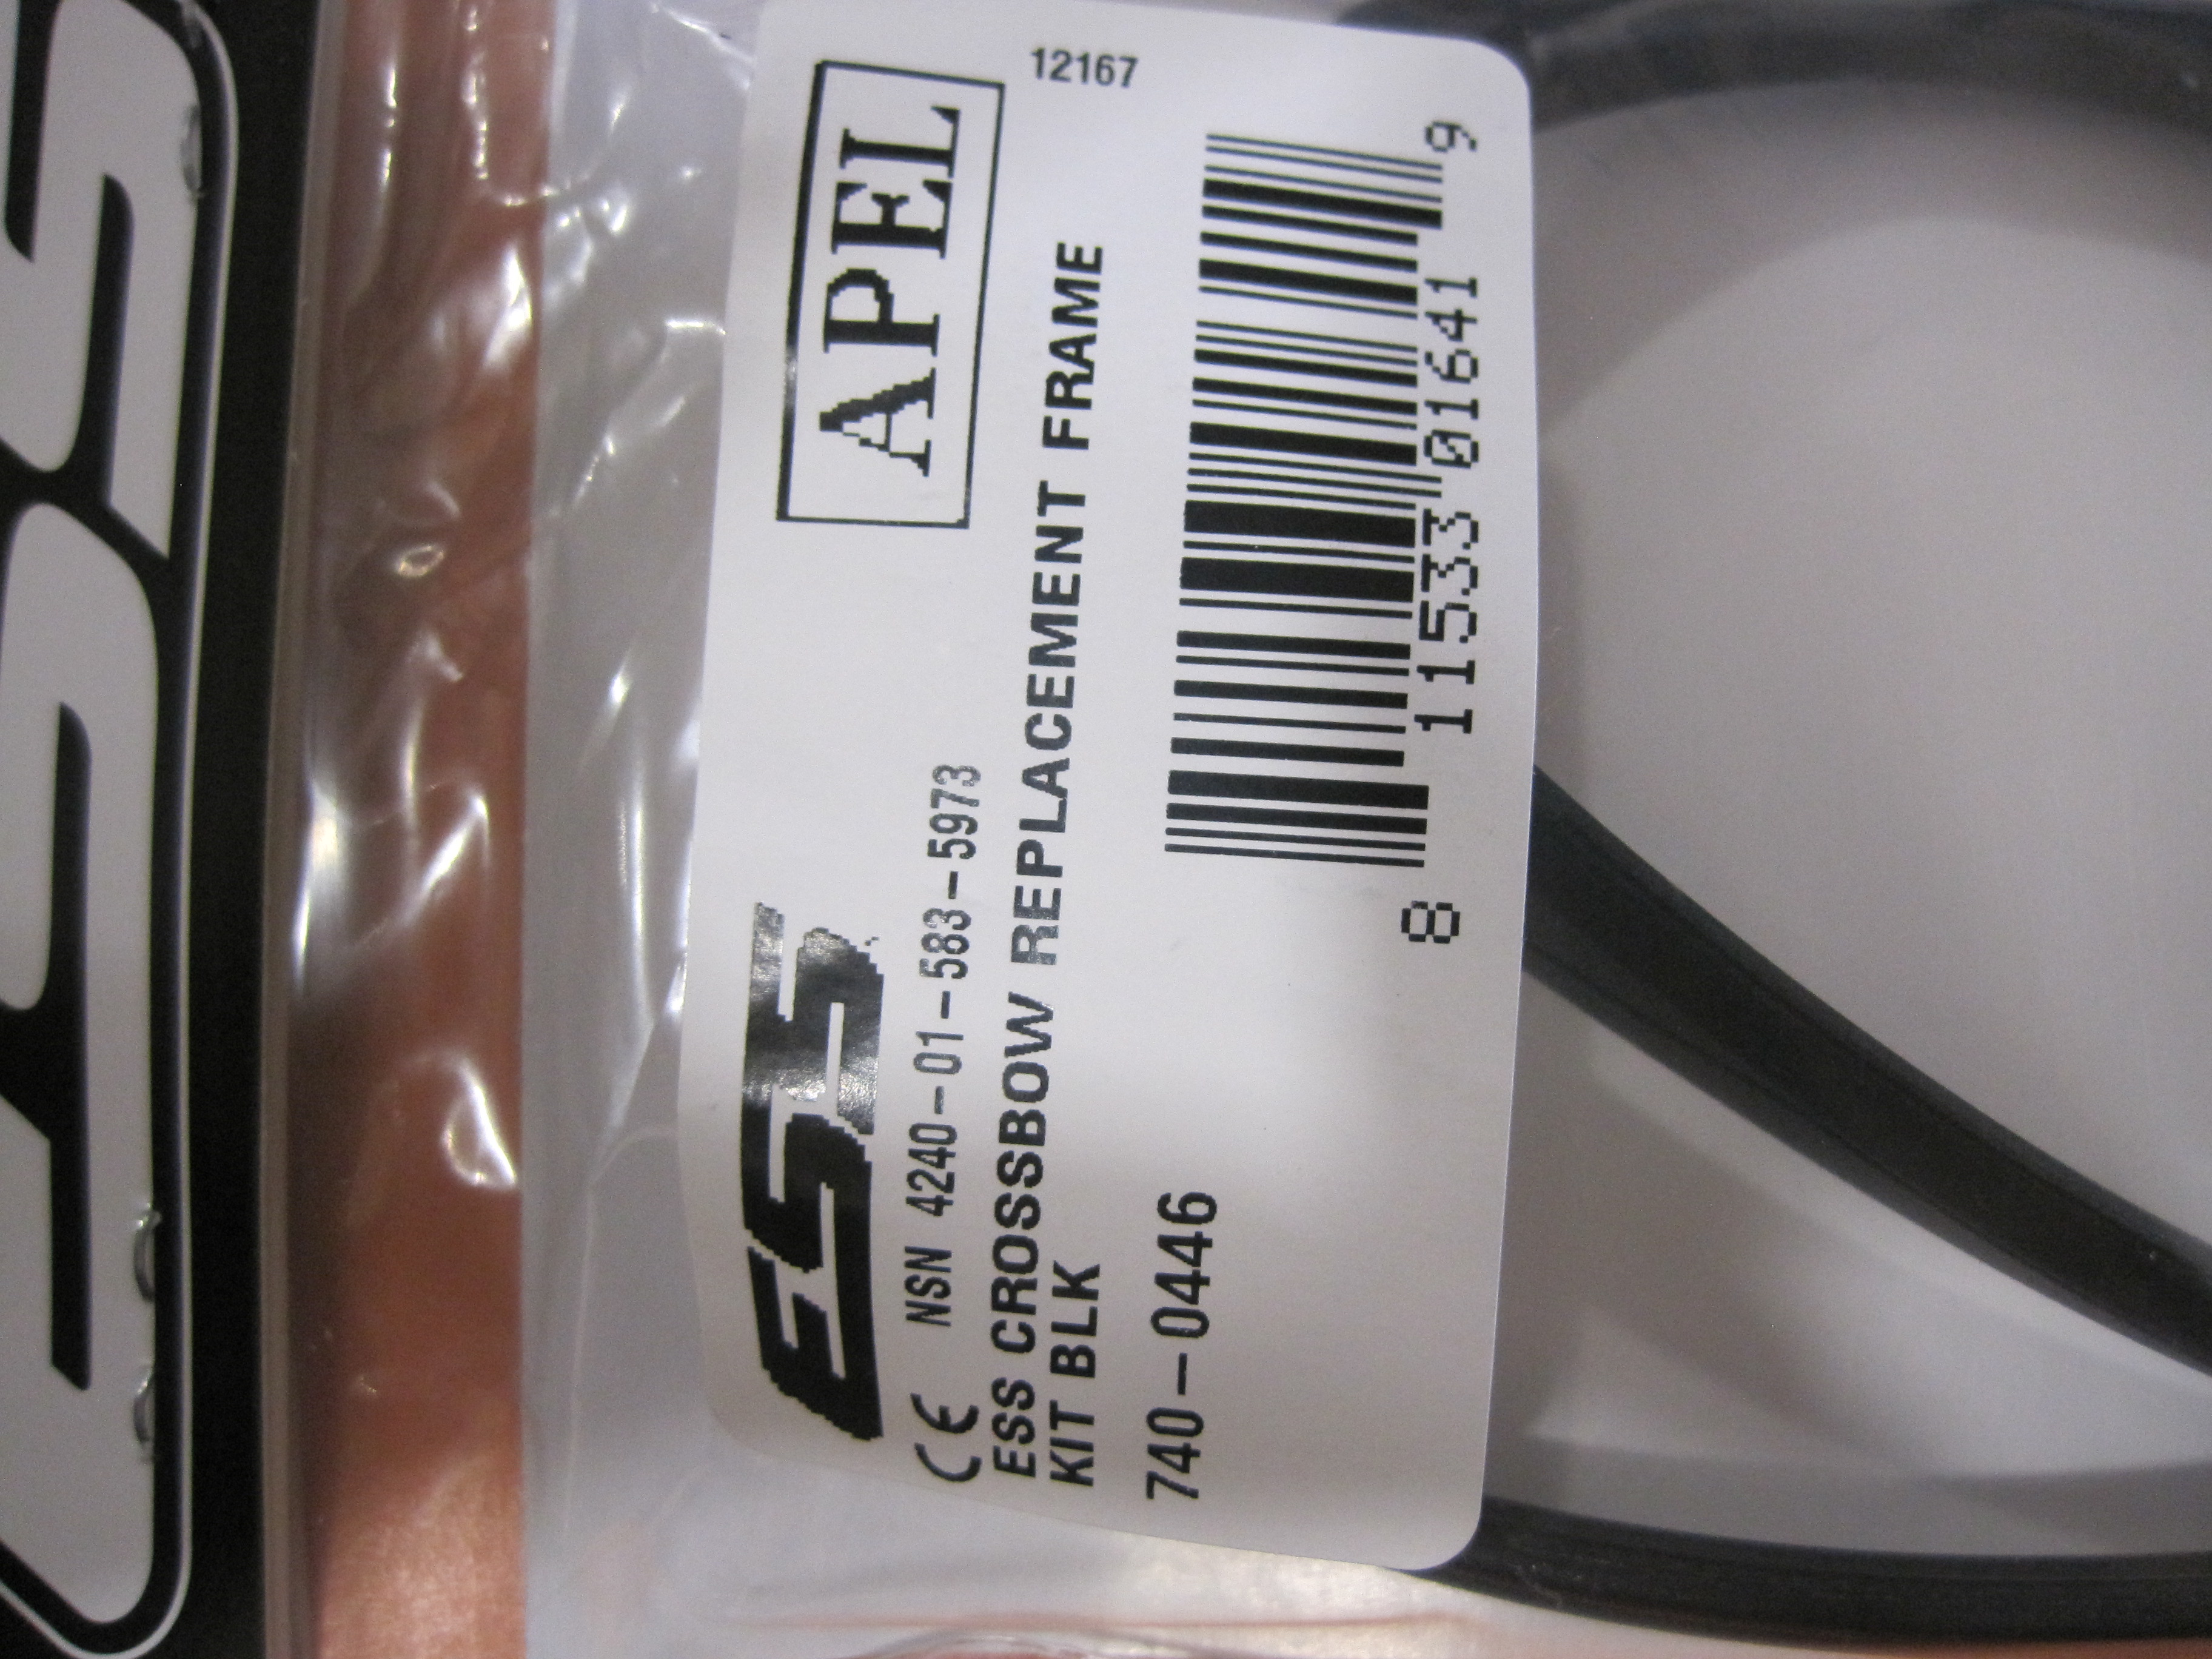 ESS
APEL
12167
CE NSN 4240-01-583-5973
ESS CROSSBOW REPLACEMENT FRAME
KIT BLK
740-0446
8 11533 01641 9
ESS